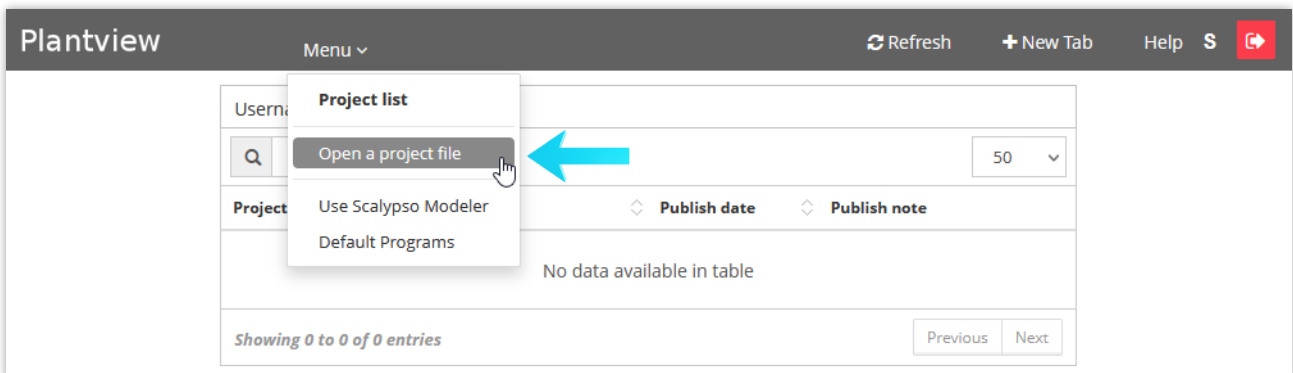 Plantview
Menu
Refresh
New Tab
Help
S
Project list
Open a project file
Use Scalypso Modeler
Default Programs
50
Project
Publish date
Publish note
No data available in table
Showing 0 to 0 of 0 entries
Previous
Next